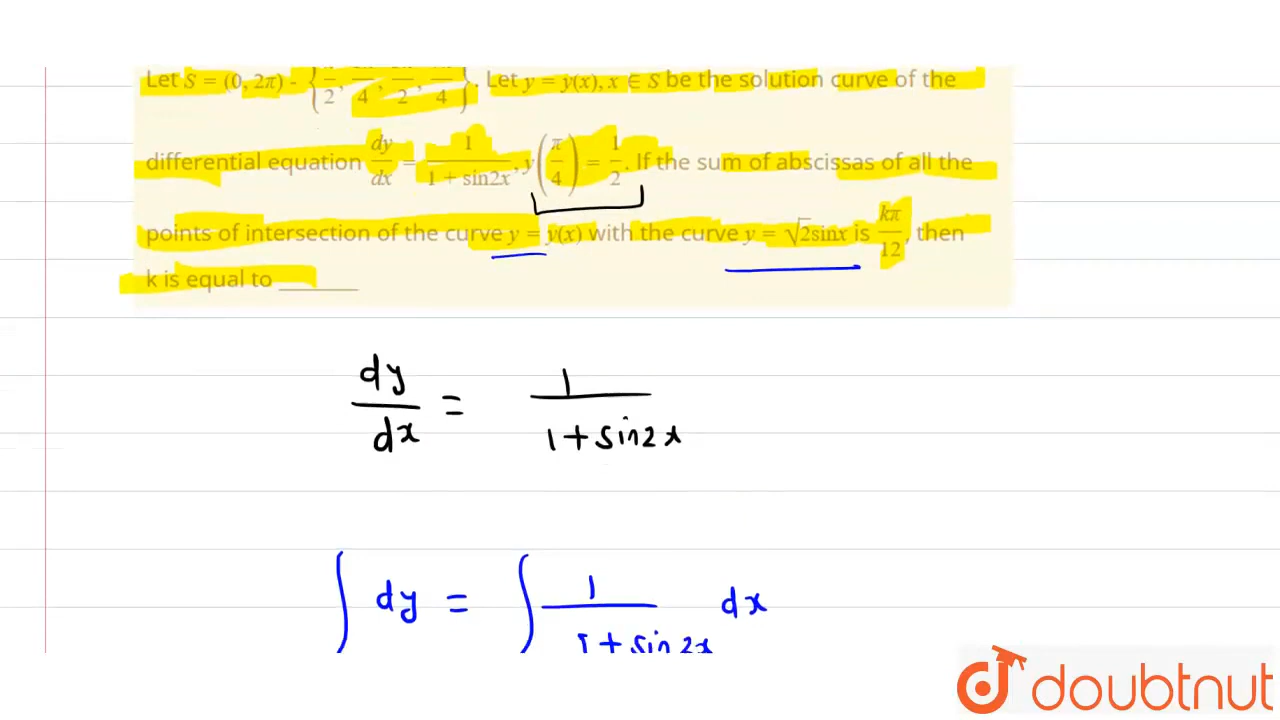 Let S = (0, 2π) - {π/2, 3π/4, 3π/2, 7π/4}. Let y = y(x), x ∈ S be the solution curve of the
differential equation dy/dx = 1/(1 + sin2x), y(π/4) = 1/2. If the sum of abscissas of all the
points of intersection of the curve y = y(x) with the curve y = √2sinx is kπ/12, then
k is equal to ________
dy/dx = 1/(1+sin2x)
∫ dy = ∫ 1/(1+sin2x) dx
doubtnut